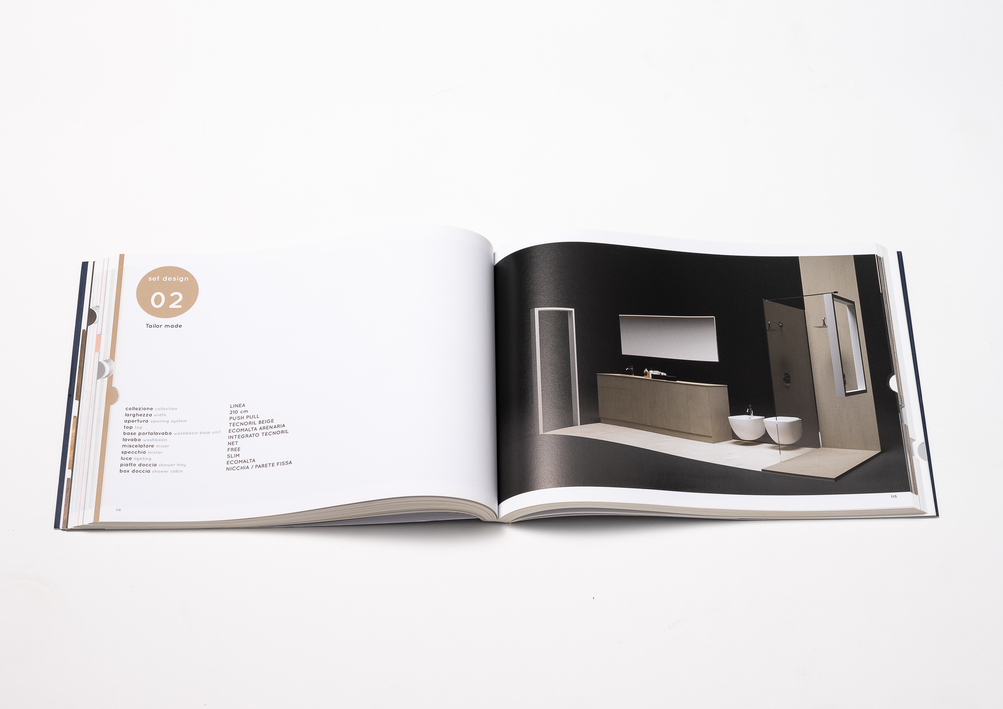 set design
02
Tailor made
collezione collection LINEA
larghezza width 210 cm
apertura opening system PUSH PULL
top top TECNORIL BEIGE
base portalavabo washbasin base unit ECOMALTA ARENARIA
lavabo washbasin INTEGRATO TECNORIL
miscelatore mixer NET
specchio mirror FREE
luce lighting SLIM
piatto doccia shower tray ECOMALTA
box doccia shower cabin NICCHIA / PARETE FISSA